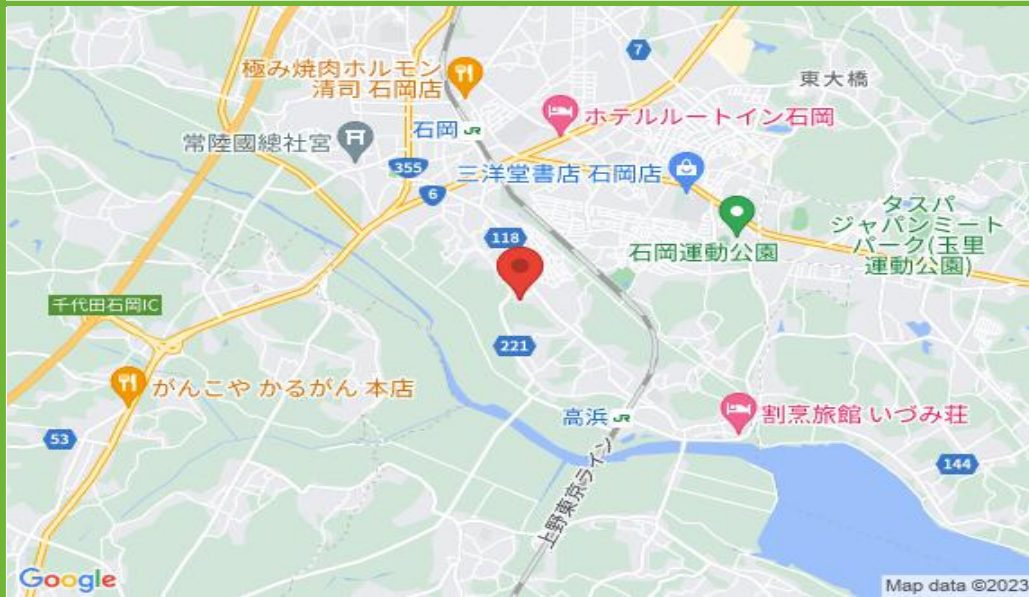 7
極み焼肉ホルモン
清司 石岡店
東大橋
ホテルルートイン石岡
石岡 JR
常陸國總社宮
355
三洋堂書店 石岡店
6
タスパ
ジャパンミート
パーク(玉里
運動公園)
118
石岡運動公園
千代田石岡IC
221
がんこや かるがん 本店
高浜 JR
割烹旅館 いづみ荘
53
144
上野東京ライン
Google
Map data ©2023